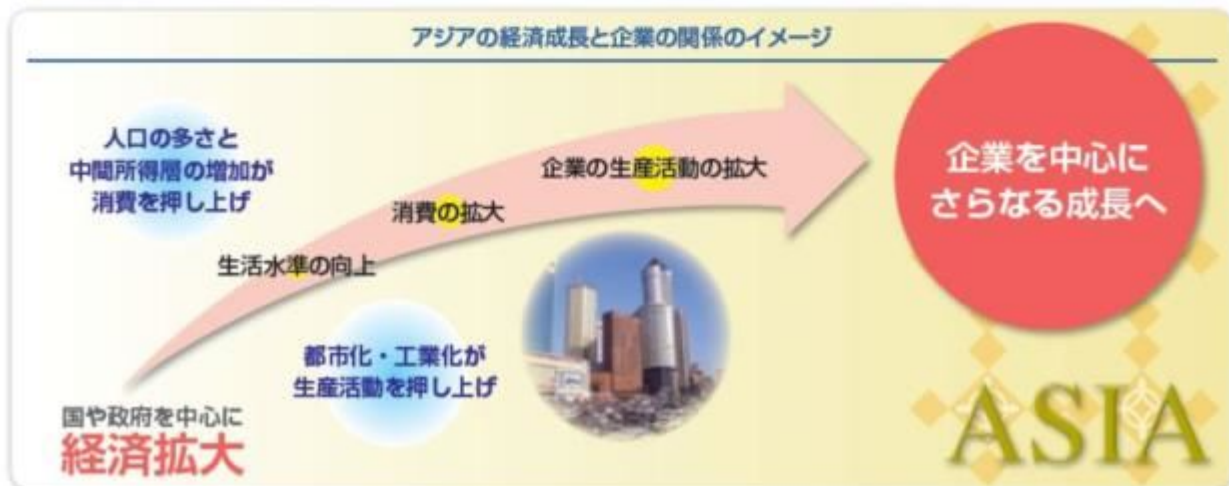 アジアの経済成長と企業の関係のイメージ
人口の多さと
中間所得層の増加が
消費を押し上げ
企業の生産活動の拡大
消費の拡大
生活水準の向上
都市化・工業化が
生産活動を押し上げ
国や政府を中心に
経済拡大
企業を中心に
さらなる成長へ
ASIA